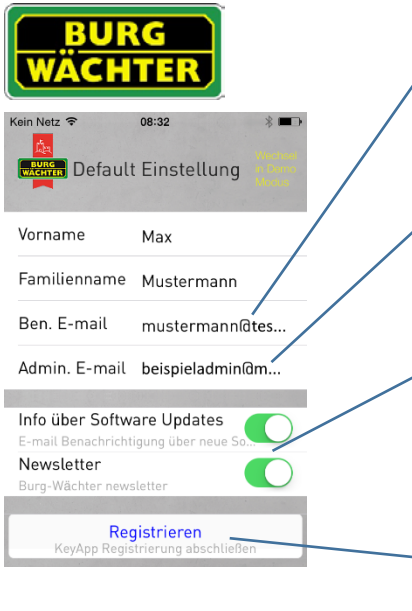 BURG
WÄCHTER
Kein Netz 08:32
BURG
WÄCHTER
Default Einstellung
Wechsel
in Demo
Modus
Vorname Max
Familienname Mustermann
Ben. E-mail mustermann@tes...
Admin. E-mail beispieladmin@m...
Info über Software Updates
E-mail Benachrichtigung über neue So...
Newsletter
Burg-Wächter newsletter
Registrieren
KeyApp Registrierung abschließen